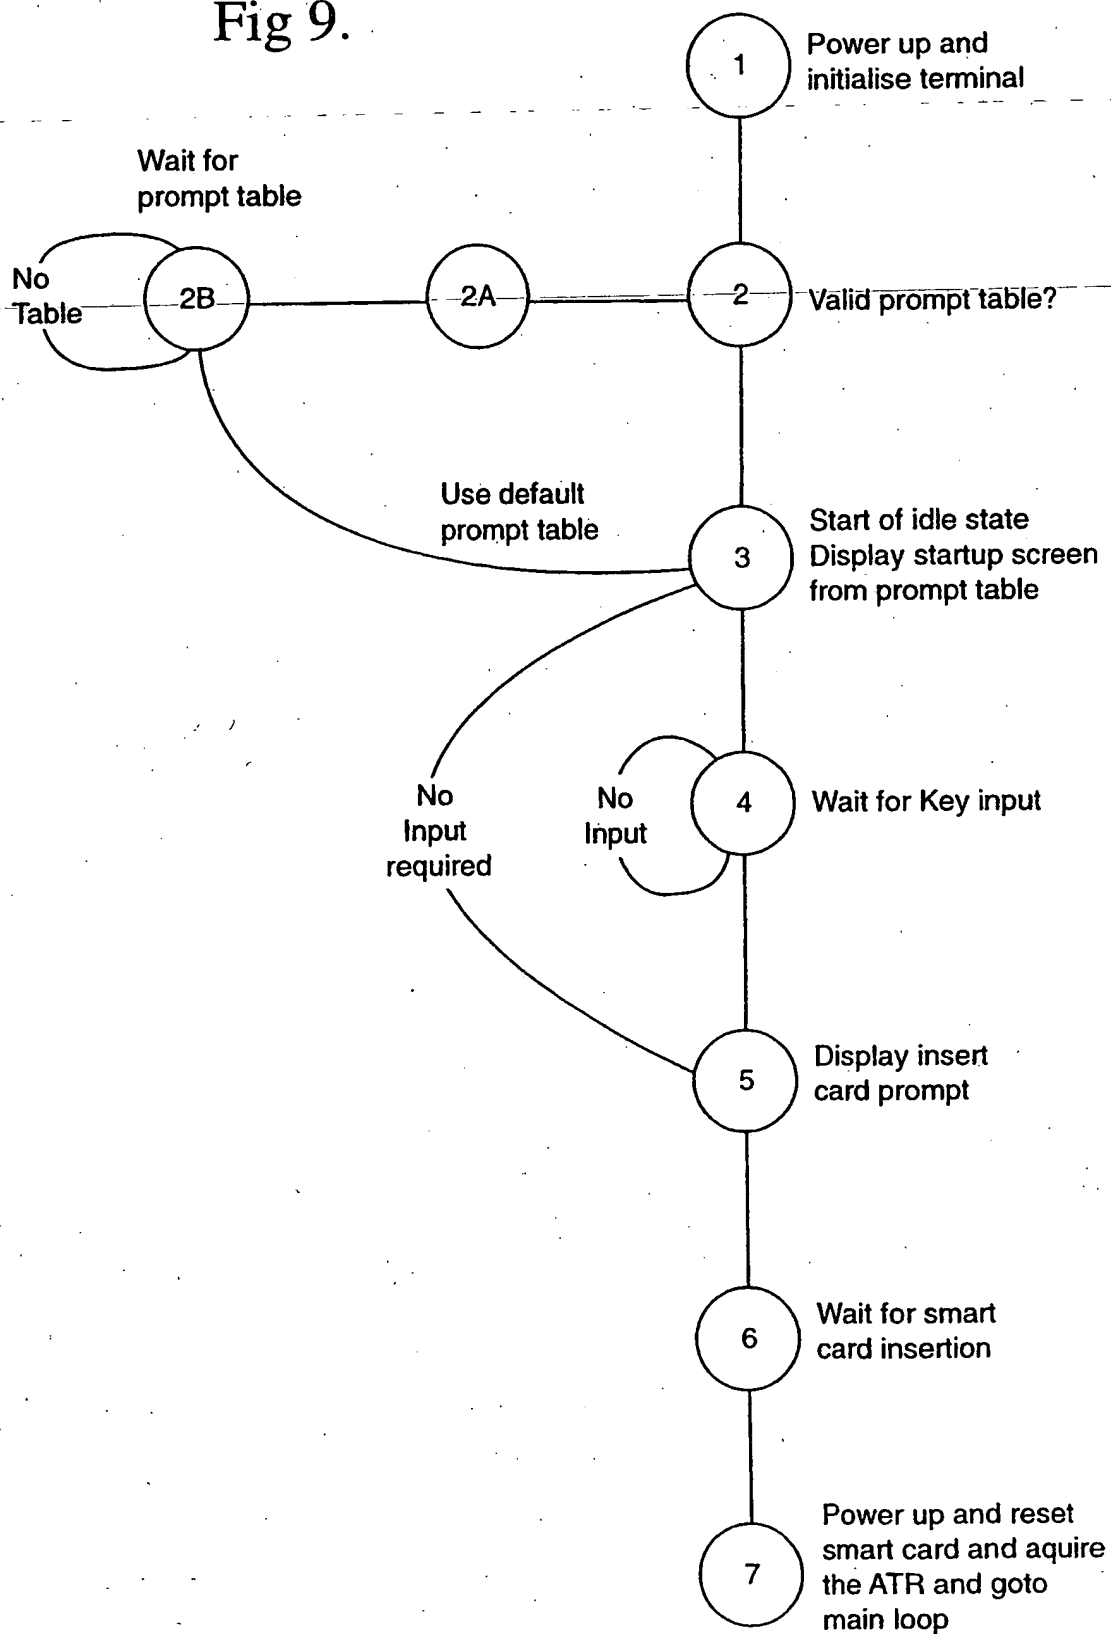 Fig 9.
1
Power up and
initialise terminal
Wait for
prompt table
No
Table
2B
2A
2
Valid prompt table?
Use default
prompt table
3
Start of idle state
Display startup screen
from prompt table
No
Input
required
No
Input
4
Wait for Key input
5
Display insert
card prompt
6
Wait for smart
card insertion
7
Power up and reset
smart card and aquire
the ATR and goto
main loop